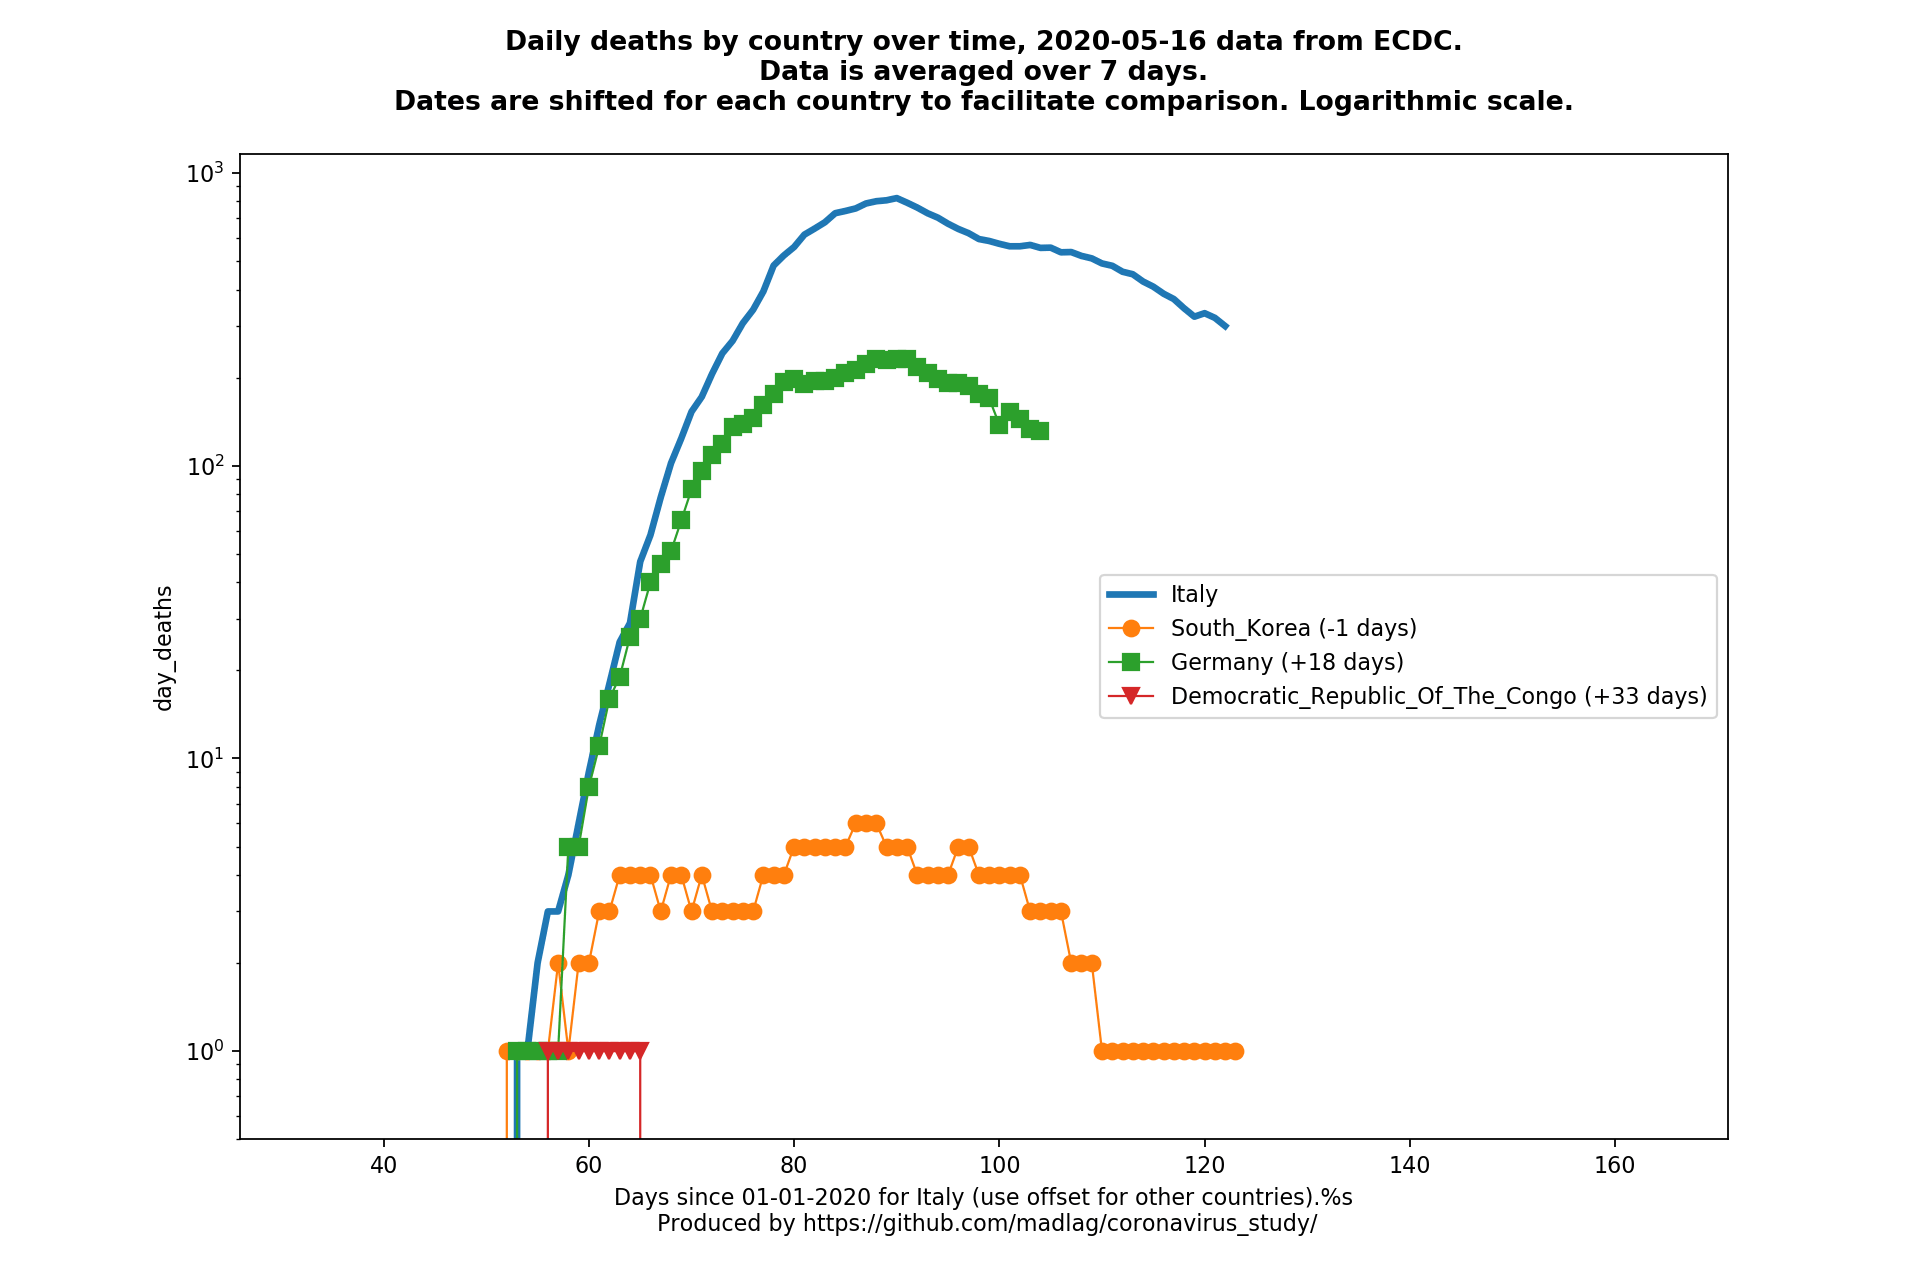 Daily deaths by country over time, 2020-05-16 data from ECDC.
Data is averaged over 7 days.
Dates are shifted for each country to facilitate comparison. Logarithmic scale.
10³
10²
10¹
10⁰
day_deaths
Italy
South_Korea (-1 days)
Germany (+18 days)
Democratic_Republic_Of_The_Congo (+33 days)
40 60 80 100 120 140 160
Days since 01-01-2020 for Italy (use offset for other countries).%s
Produced by https://github.com/madlag/coronavirus_study/